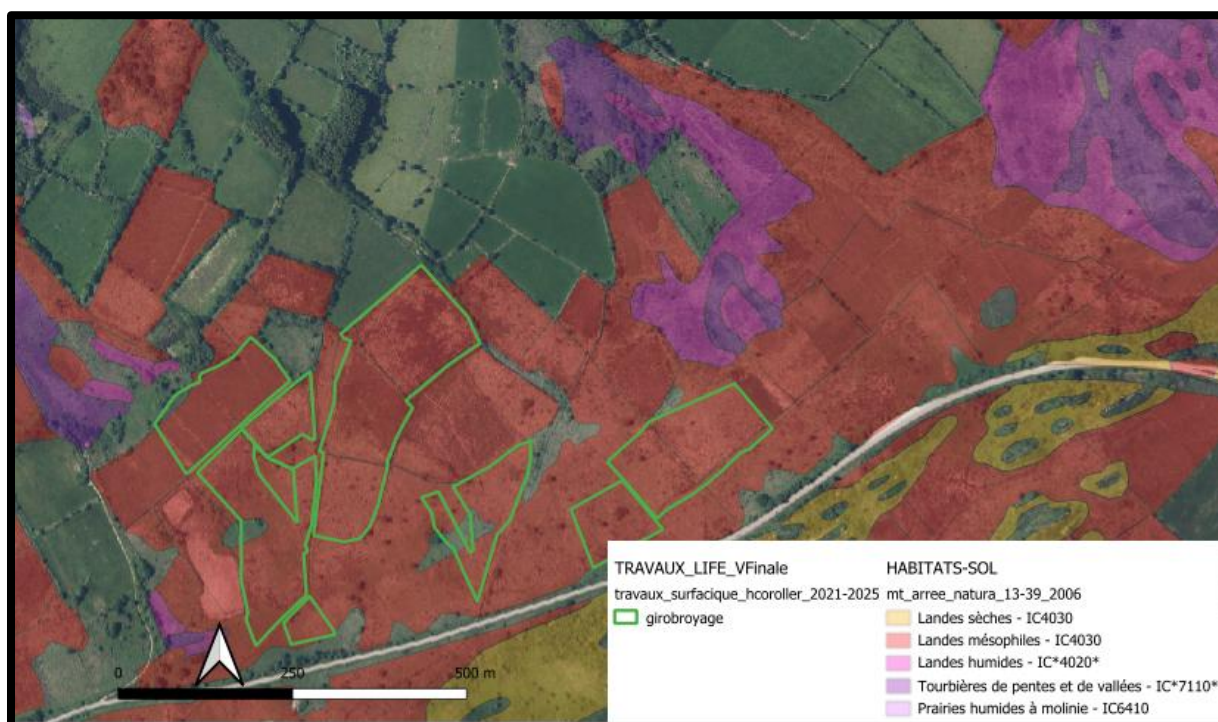 TRAVAUX_LIFE_VFinale
travaux_surfacique_hcoroller_2021-2025
girobroyage
HABITATS-SOL
mt_arree_natura_13-39_2006
Landes sèches - IC4030
Landes mésophiles - IC4030
Landes humides - IC*4020*
Tourbières de pentes et de vallées - IC*7110*
Prairies humides à molinie - IC6410
0 250 500 m